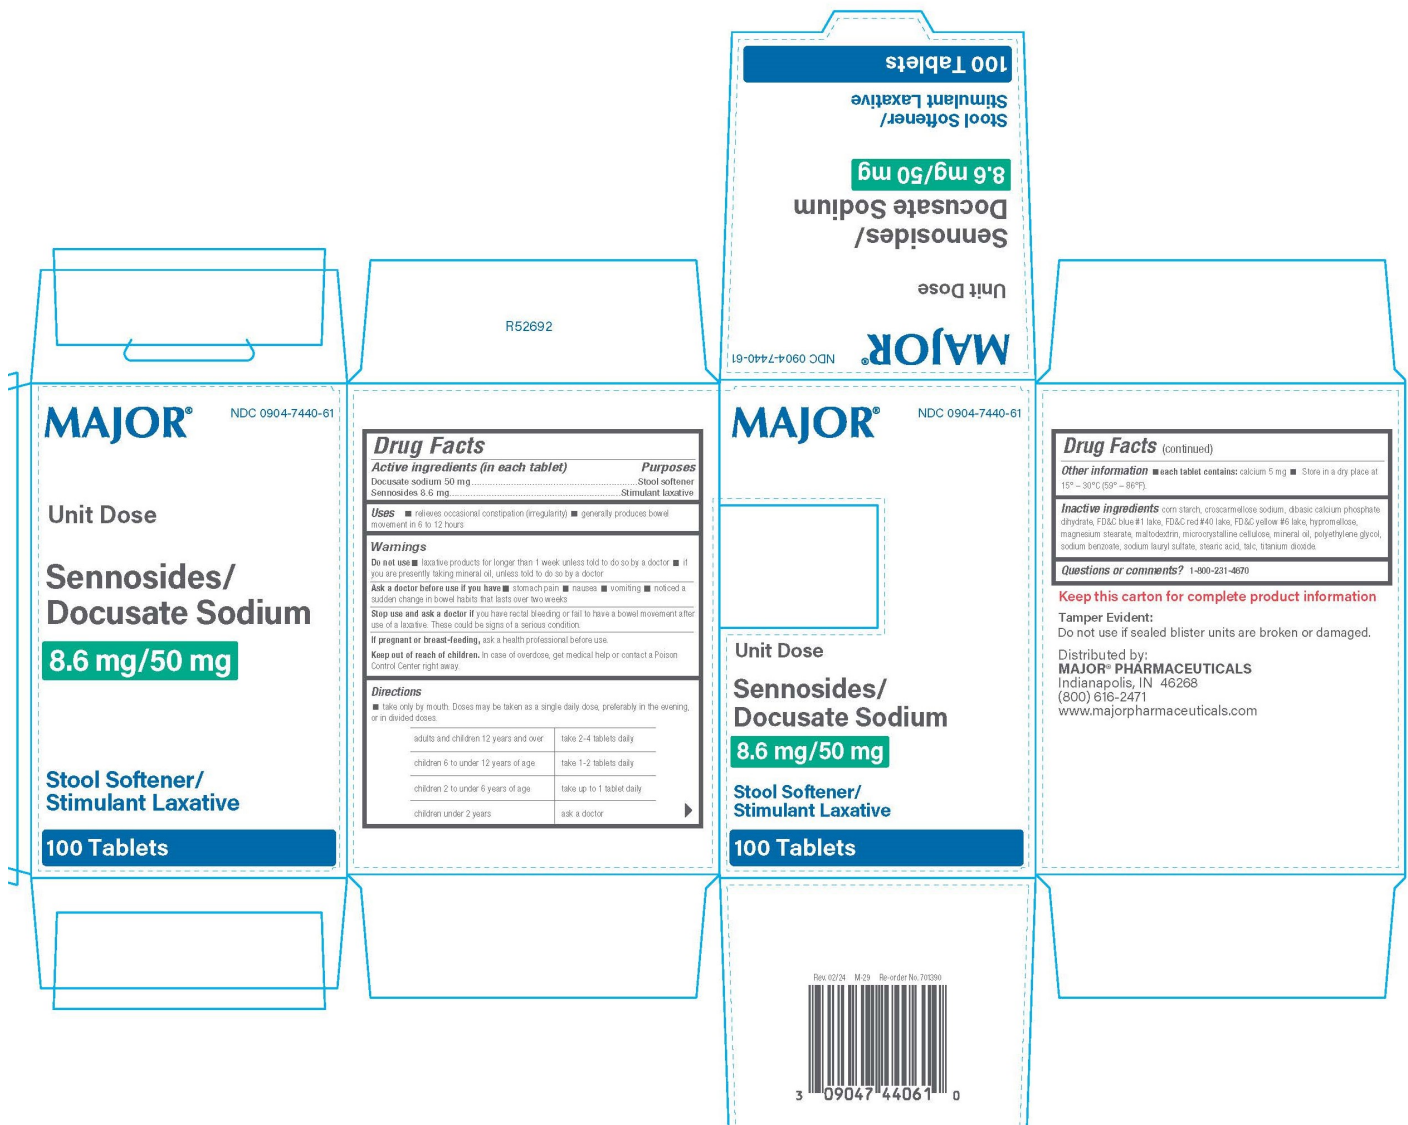 100 Tablets
Stimulant Laxative
Stool Softener/
8.6 mg/50 mg
Docusate Sodium
Sennosides/
Unit Dose
MAJOR®
NDC 0904-7440-61
R52692
MAJOR®
NDC 0904-7440-61
Unit Dose
Sennosides/
Docusate Sodium
8.6 mg/50 mg
Stool Softener/
Stimulant Laxative
100 Tablets
Drug Facts
Active ingredients (in each tablet) Purposes
Docusate sodium 50 mg..........Stool softener
Sennosides 8.6 mg..........Stimulant laxative
Uses ■ relieves occasional constipation (irregularity) ■ generally produces bowel
movement in 6 to 12 hours
Warnings
Do not use ■ laxative products for longer than 1 week unless told to do so by a doctor ■ if
you are presently taking mineral oil, unless told to do so by a doctor
Ask a doctor before use if you have ■ stomach pain ■ nausea ■ vomiting ■ noticed a
sudden change in bowel habits that lasts over two weeks
Stop use and ask a doctor if you have rectal bleeding or fail to have a bowel movement after
use of a laxative. These could be signs of a serious condition.
If pregnant or breast-feeding, ask a health professional before use.
Keep out of reach of children. In case of overdose, get medical help or contact a Poison
Control Center right away.
Directions
■ take only by mouth. Doses may be taken as a single daily dose, preferably in the evening,
or in divided doses.
adults and children 12 years and over take 2-4 tablets daily
children 6 to under 12 years of age take 1-2 tablets daily
children 2 to under 6 years of age take up to 1 tablet daily
children under 2 years ask a doctor
MAJOR®
NDC 0904-7440-61
Unit Dose
Sennosides/
Docusate Sodium
8.6 mg/50 mg
Stool Softener/
Stimulant Laxative
100 Tablets
Rev. 02/24 M-29 Re-order No. 701390
3 09047 44061 0
Drug Facts (continued)
Other information ■ each tablet contains: calcium 5 mg ■ Store in a dry place at
15° – 30°C (59° – 86°F).
Inactive ingredients corn starch, croscarmellose sodium, dibasic calcium phosphate
dihydrate, FD&C blue #1 lake, FD&C red #40 lake, FD&C yellow #6 lake, hypromellose,
magnesium stearate, maltodextrin, microcrystalline cellulose, mineral oil, polyethylene glycol,
sodium benzoate, sodium lauryl sulfate, stearic acid, talc, titanium dioxide.
Questions or comments? 1-800-231-4670
Keep this carton for complete product information
Tamper Evident:
Do not use if sealed blister units are broken or damaged.
Distributed by:
MAJOR® PHARMACEUTICALS
Indianapolis, IN 46268
(800) 616-2471
www.majorpharmaceuticals.com